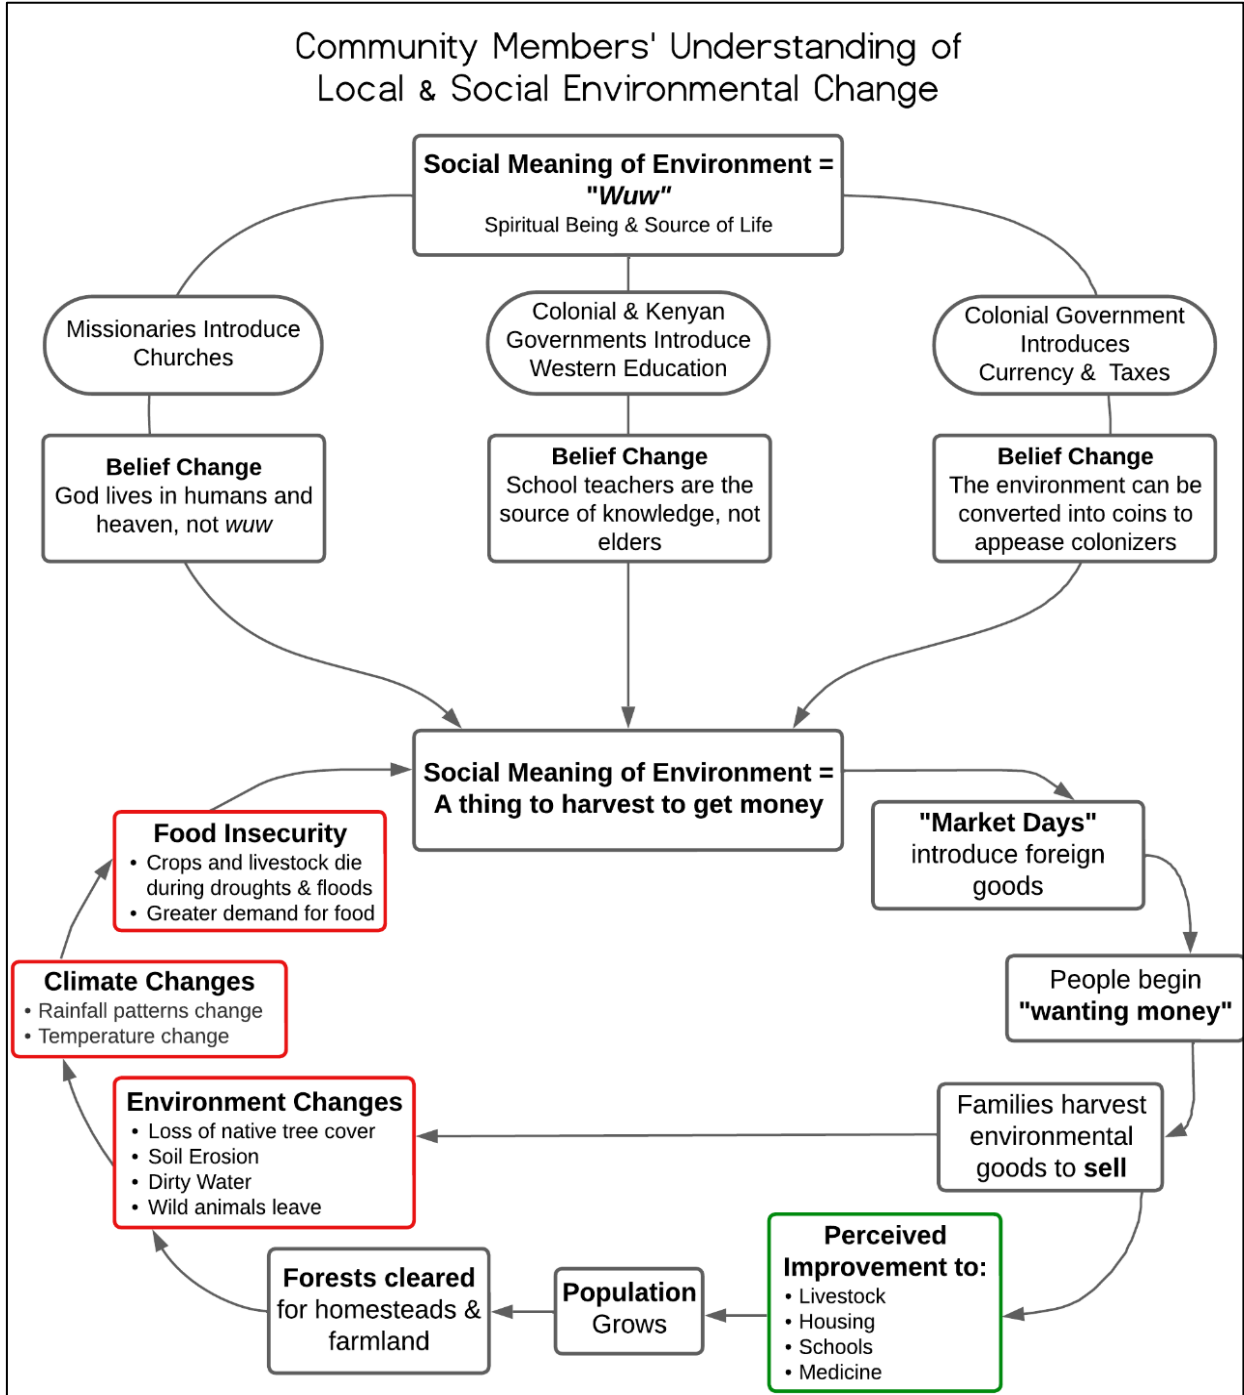 Community Members' Understanding of
Local & Social Environmental Change
Social Meaning of Environment =
"Wuw"
Spiritual Being & Source of Life
Missionaries Introduce
Churches
Colonial & Kenyan
Governments Introduce
Western Education
Colonial Government
Introduces
Currency & Taxes
Belief Change
God lives in humans and
heaven, not wuw
Belief Change
School teachers are the
source of knowledge, not
elders
Belief Change
The environment can be
converted into coins to
appease colonizers
Social Meaning of Environment =
A thing to harvest to get money
"Market Days"
introduce foreign
goods
People begin
"wanting money"
Families harvest
environmental
goods to sell
Perceived
Improvement to:
• Livestock
• Housing
• Schools
• Medicine
Population
Grows
Forests cleared
for homesteads &
farmland
Environment Changes
• Loss of native tree cover
• Soil Erosion
• Dirty Water
• Wild animals leave
Climate Changes
• Rainfall patterns change
• Temperature change
Food Insecurity
• Crops and livestock die
during droughts & floods
• Greater demand for food